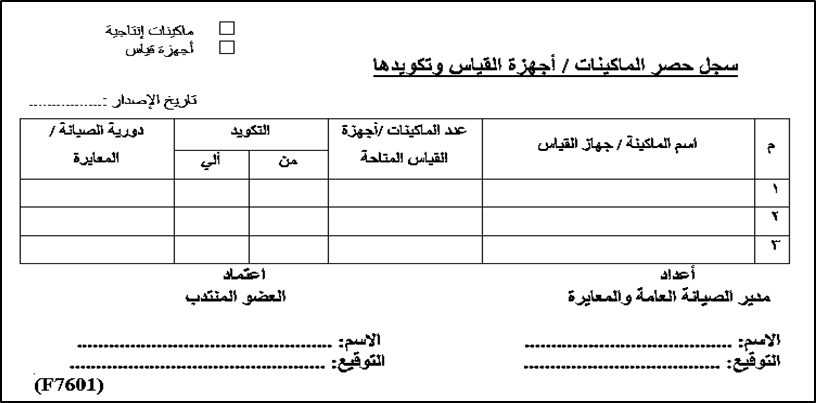 ماكينات إنتاجية
أجهزة قياس
سجل حصر الماكينات / أجهزة القياس وتكويدها
تاريخ الإصدار :................
م اسم الماكينة / جهاز القياس عدد الماكينات /أجهزة القياس المتاحة التكويد دورية الصيانة / المعايرة
من ألي
١
٢
٣
أعداد اعتماد
مدير الصيانة العامة والمعايرة العضو المنتدب
الاسم: ................................ الاسم: ................................
التوقيع: ................................ التوقيع: ................................
(F7601)